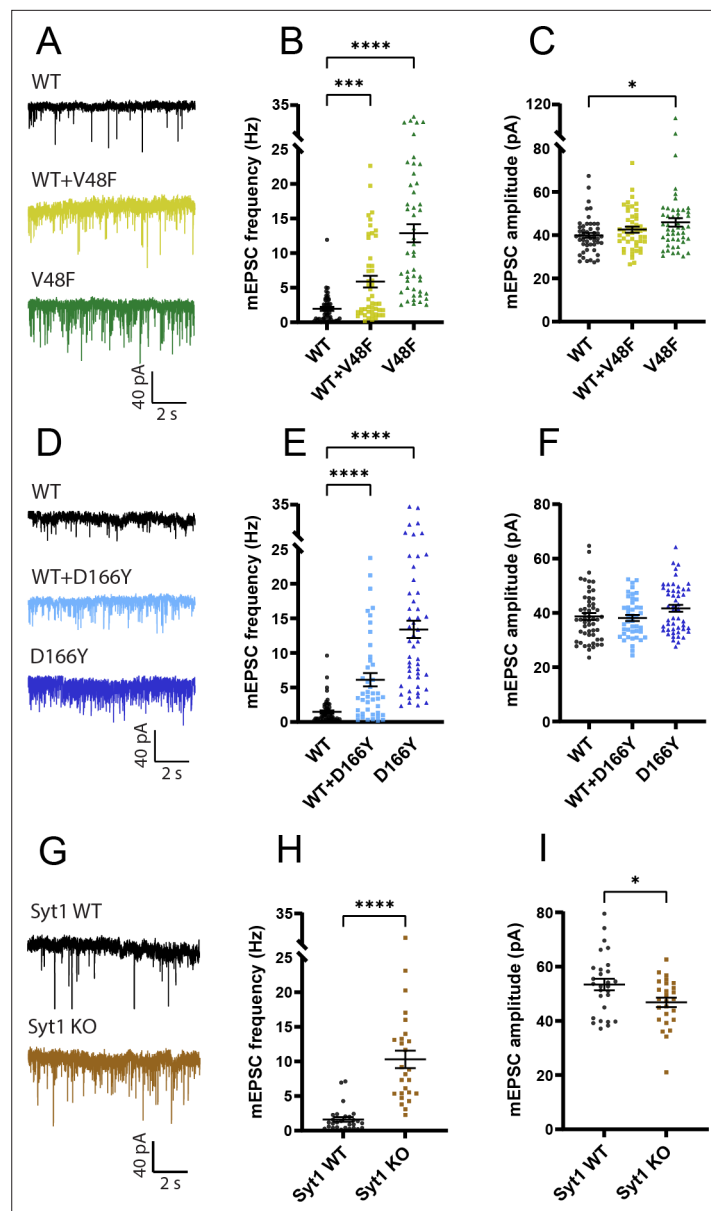 A
WT
WT+V48F
V48F
40 pA
2 s
B
****
***
mEPSC frequency (Hz)
35
25
20
15
10
5
0
WT
WT+V48F
V48F
C
*
mEPSC amplitude (pA)
120
80
60
40
20
0
WT
WT+V48F
V48F
D
WT
WT+D166Y
D166Y
40 pA
2 s
E
****
****
mEPSC frequency (Hz)
35
25
20
15
10
5
0
WT
WT+D166Y
D166Y
F
mEPSC amplitude (pA)
80
60
40
20
0
WT
WT+D166Y
D166Y
G
Syt1 WT
Syt1 KO
40 pA
2 s
H
****
mEPSC frequency (Hz)
35
25
20
15
10
5
0
Syt1 WT
Syt1 KO
I
*
mEPSC amplitude (pA)
80
60
40
20
0
Syt1 WT
Syt1 KO